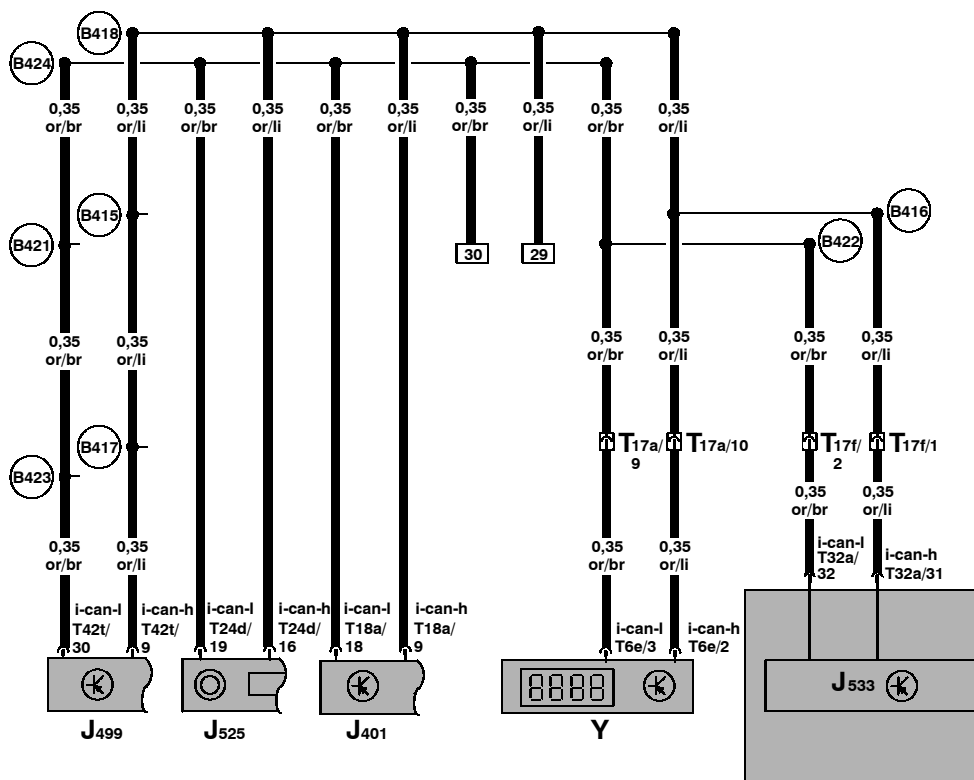 B418
B424
0,35
or/br
0,35
or/li
0,35
or/br
0,35
or/li
0,35
or/br
0,35
or/li
0,35
or/br
0,35
or/li
0,35
or/br
0,35
or/li
B415
B416
B421
B422
30
29
0,35
or/br
0,35
or/li
0,35
or/br
0,35
or/li
0,35
or/br
0,35
or/li
B417
T17a/
9
T17a/10
T17f/
2
T17f/1
B423
0,35
or/br
0,35
or/li
0,35
or/br
0,35
or/li
0,35
or/br
0,35
or/li
i-can-l
T32a/
32
i-can-h
T32a/31
i-can-l
T42t/
30
i-can-h
T42t/
9
i-can-l
T24d/
19
i-can-h
T24d/
16
i-can-l
T18a/
18
i-can-h
T18a/
9
i-can-l
T6e/3
i-can-h
T6e/2
8888
J533
J499
J525
J401
Y